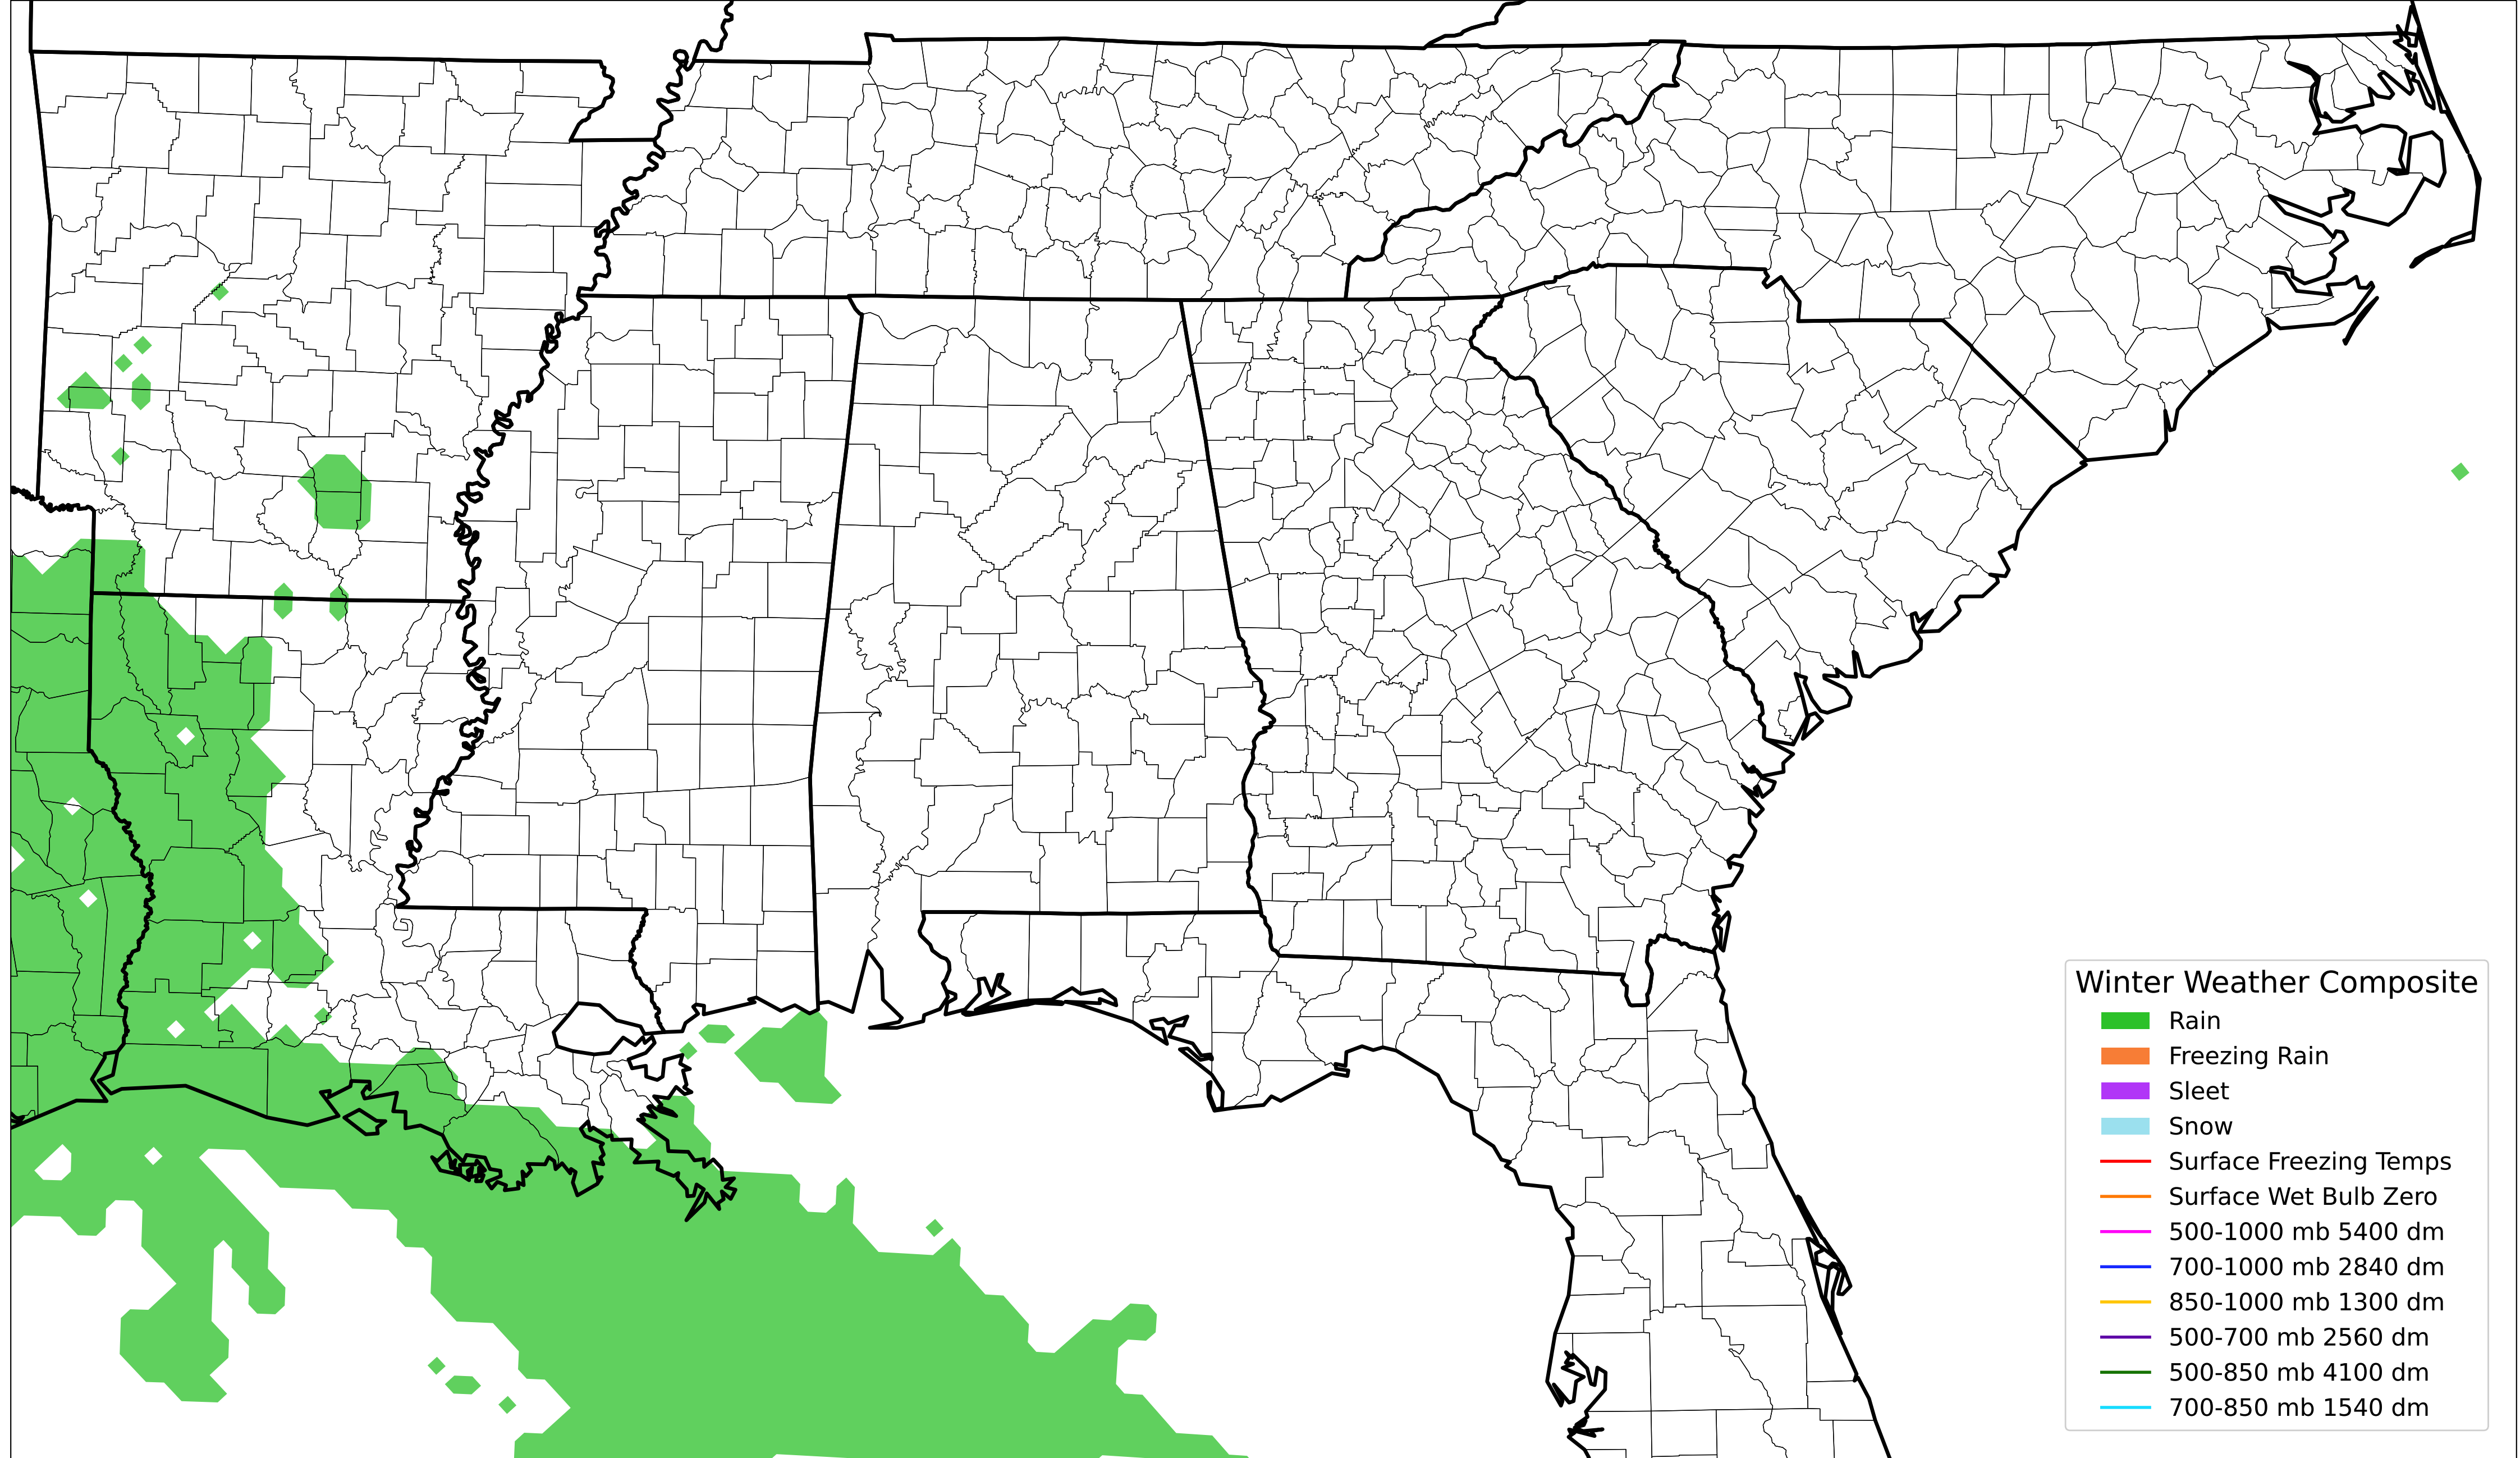 Winter Weather Composite
Rain
Freezing Rain
Sleet
Snow
Surface Freezing Temps
Surface Wet Bulb Zero
500-1000 mb 5400 dm
700-1000 mb 2840 dm
850-1000 mb 1300 dm
500-700 mb 2560 dm
500-850 mb 4100 dm
700-850 mb 1540 dm